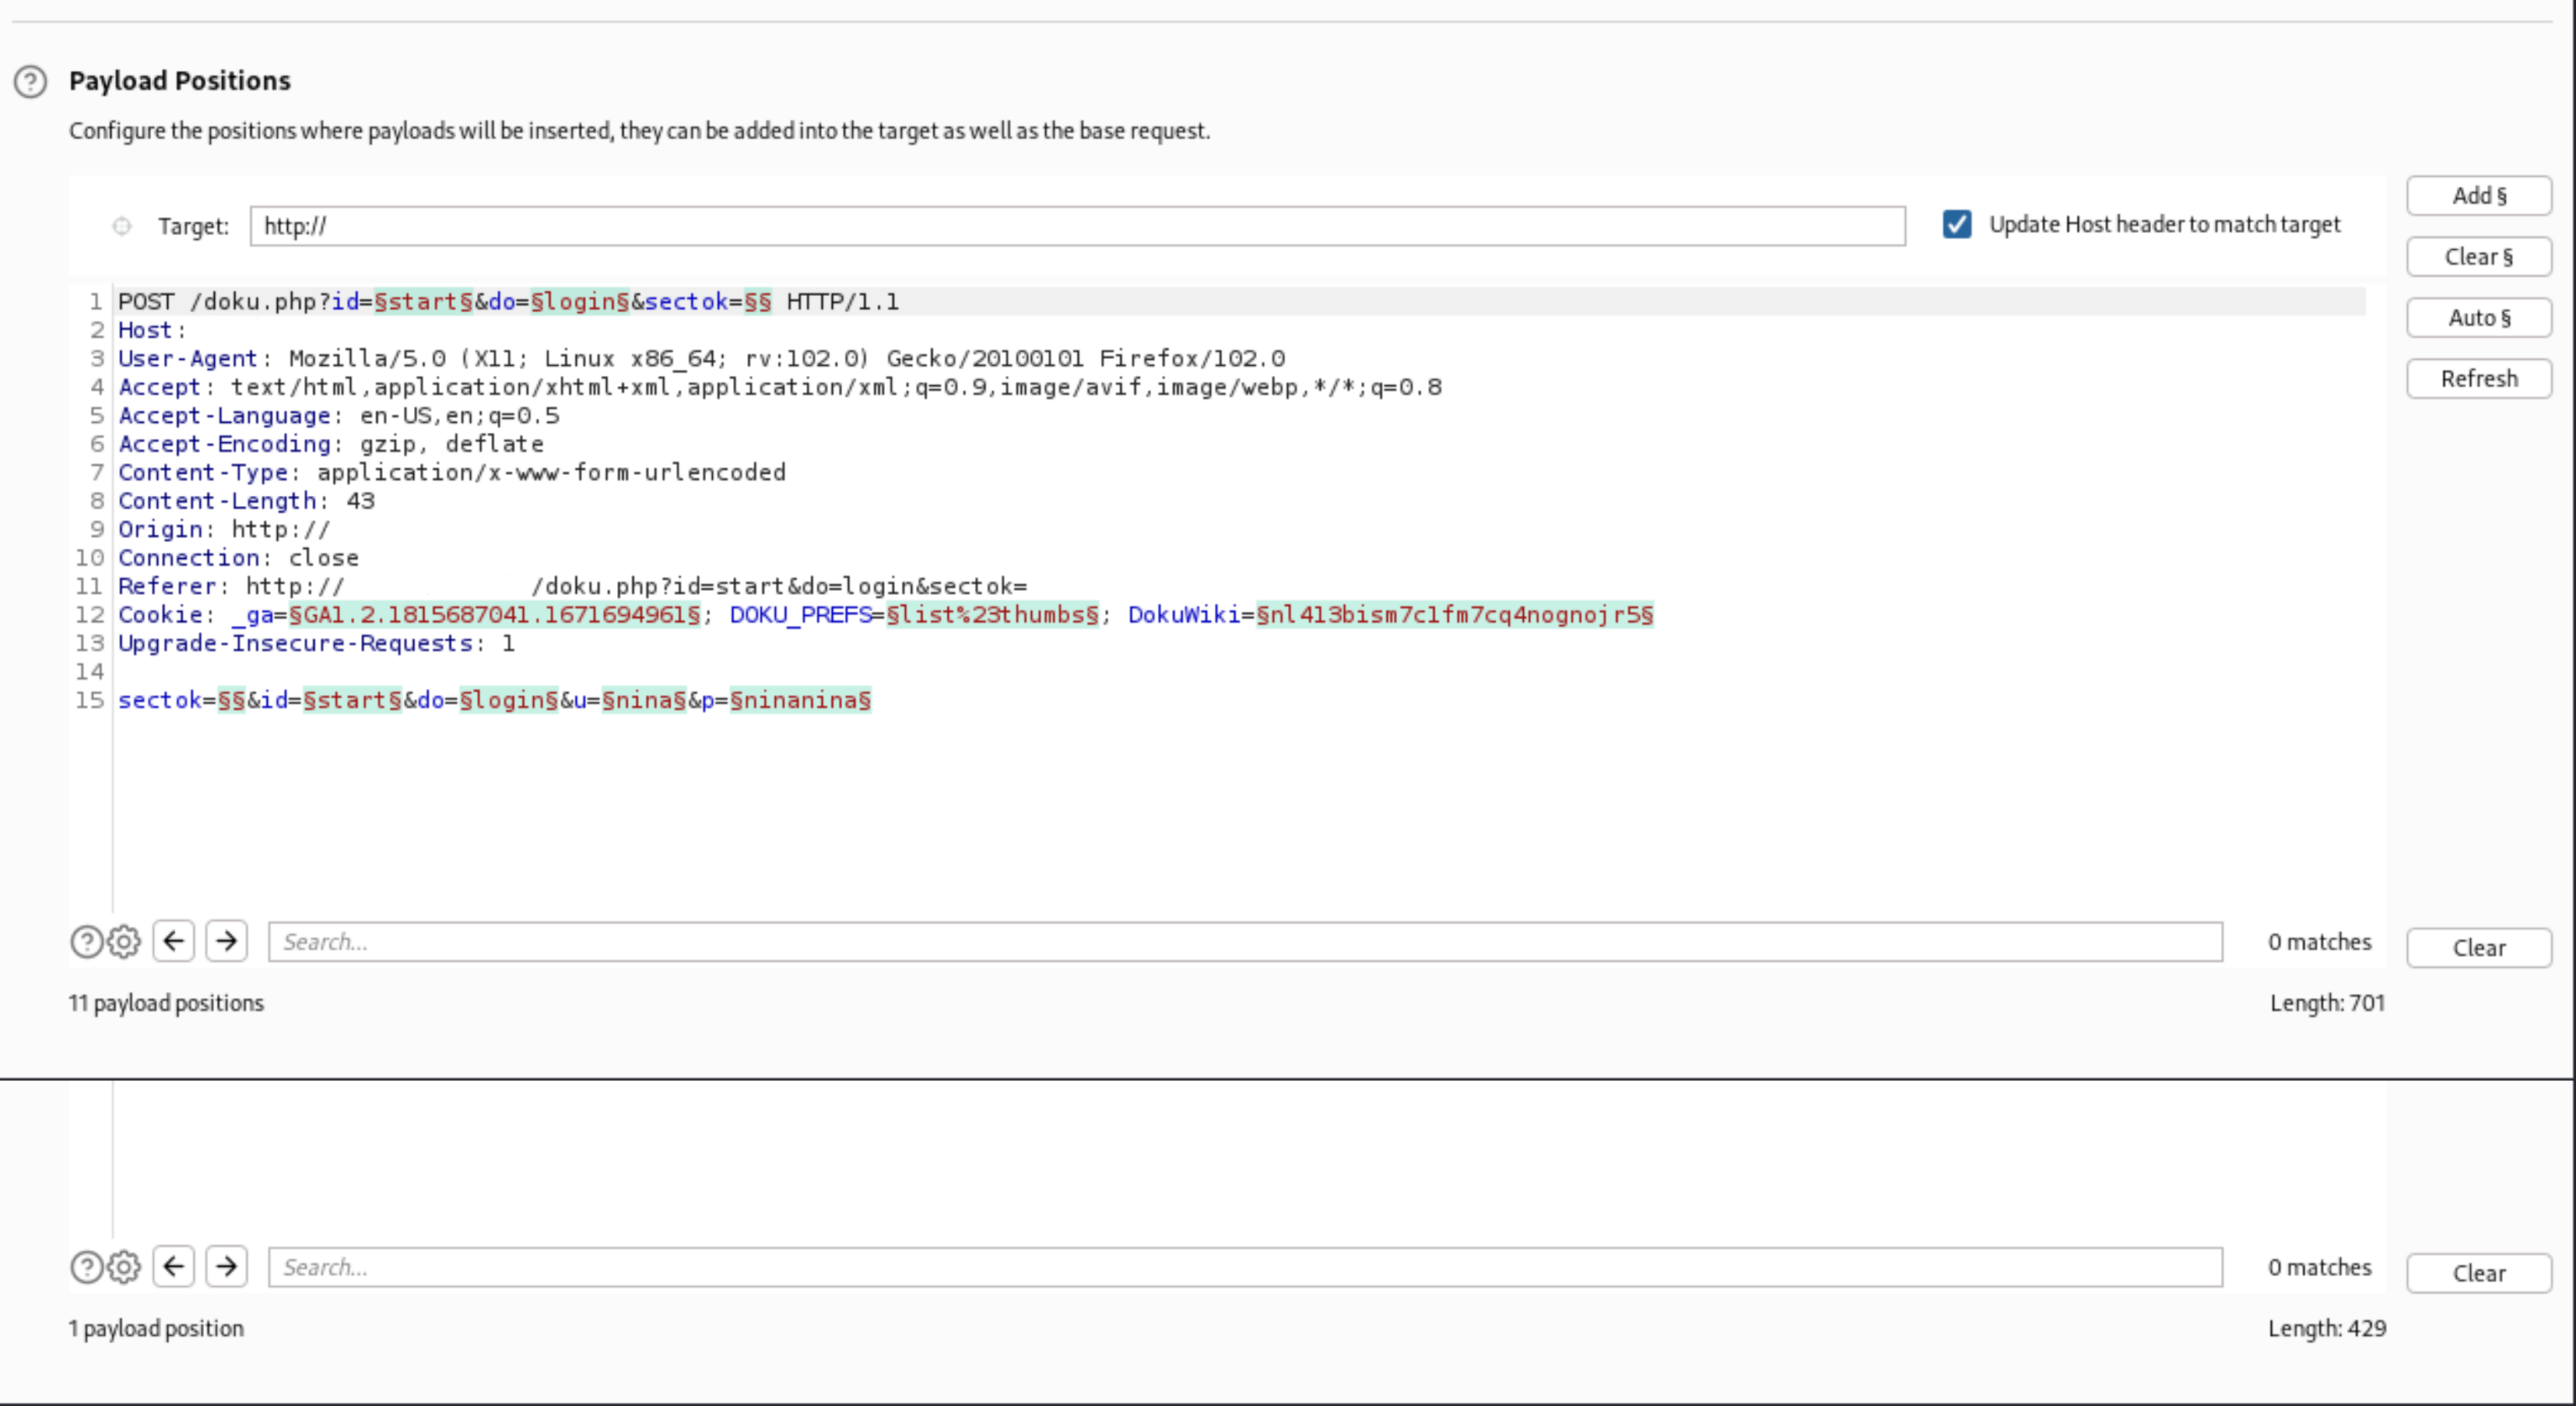 Payload Positions
Configure the positions where payloads will be inserted, they can be added into the target as well as the base request.
Target: http:// Update Host header to match target
Add §
Clear §
Auto §
Refresh
1 POST /doku.php?id=§start§&do=§login§&sectok=§§ HTTP/1.1
2 Host:
3 User-Agent: Mozilla/5.0 (X11; Linux x86_64; rv:102.0) Gecko/20100101 Firefox/102.0
4 Accept: text/html,application/xhtml+xml,application/xml;q=0.9,image/avif,image/webp,*/*;q=0.8
5 Accept-Language: en-US,en;q=0.5
6 Accept-Encoding: gzip, deflate
7 Content-Type: application/x-www-form-urlencoded
8 Content-Length: 43
9 Origin: http://
10 Connection: close
11 Referer: http:// /doku.php?id=start&do=login&sectok=
12 Cookie: _ga=§GA1.2.1815687041.1671694961§; DOKU_PREFS=§list%23thumbs§; DokuWiki=§nl413bism7c1fm7cq4nognojr5§
13 Upgrade-Insecure-Requests: 1
14
15 sectok=§§&id=§start§&do=§login§&u=§nina§&p=§ninanina§
Search... 0 matches Clear
11 payload positions Length: 701
Search... 0 matches Clear
1 payload position Length: 429